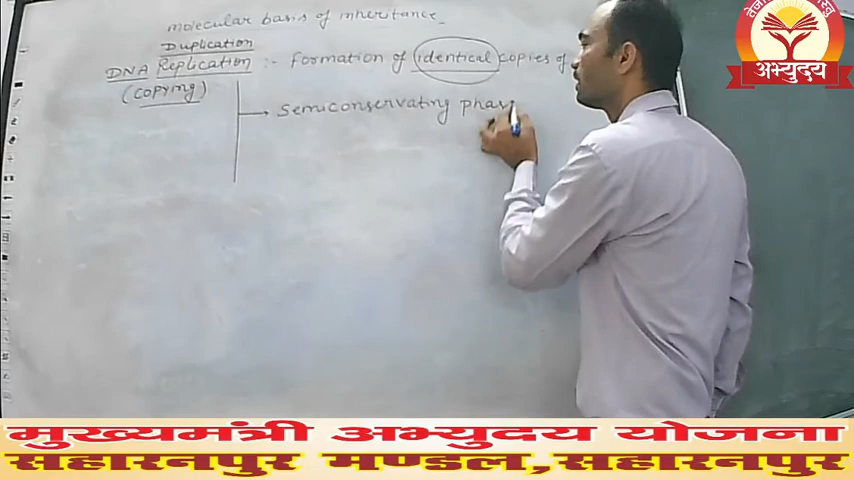 molecular basis of inheritance
Duplication
DNA Replication :- Formation of identical copies of
(copying)
Semiconservating phas
अभ्युदय
मुख्यमंत्री अभ्युदय योजना
सहारनपुर मण्डल,सहारनपुर